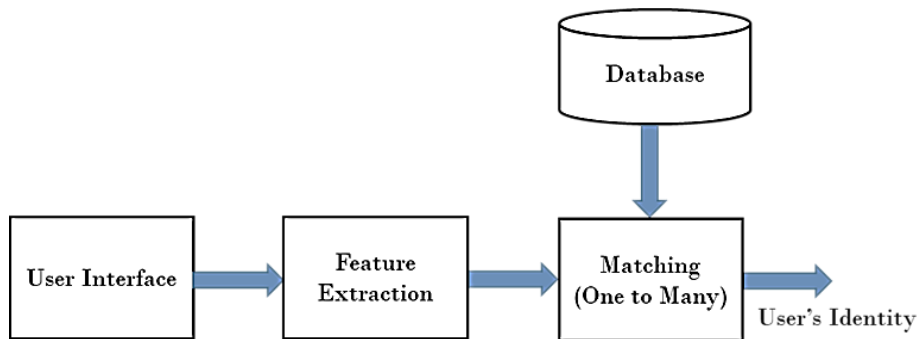 Database
User Interface
Feature
Extraction
Matching
(One to Many)
User's Identity